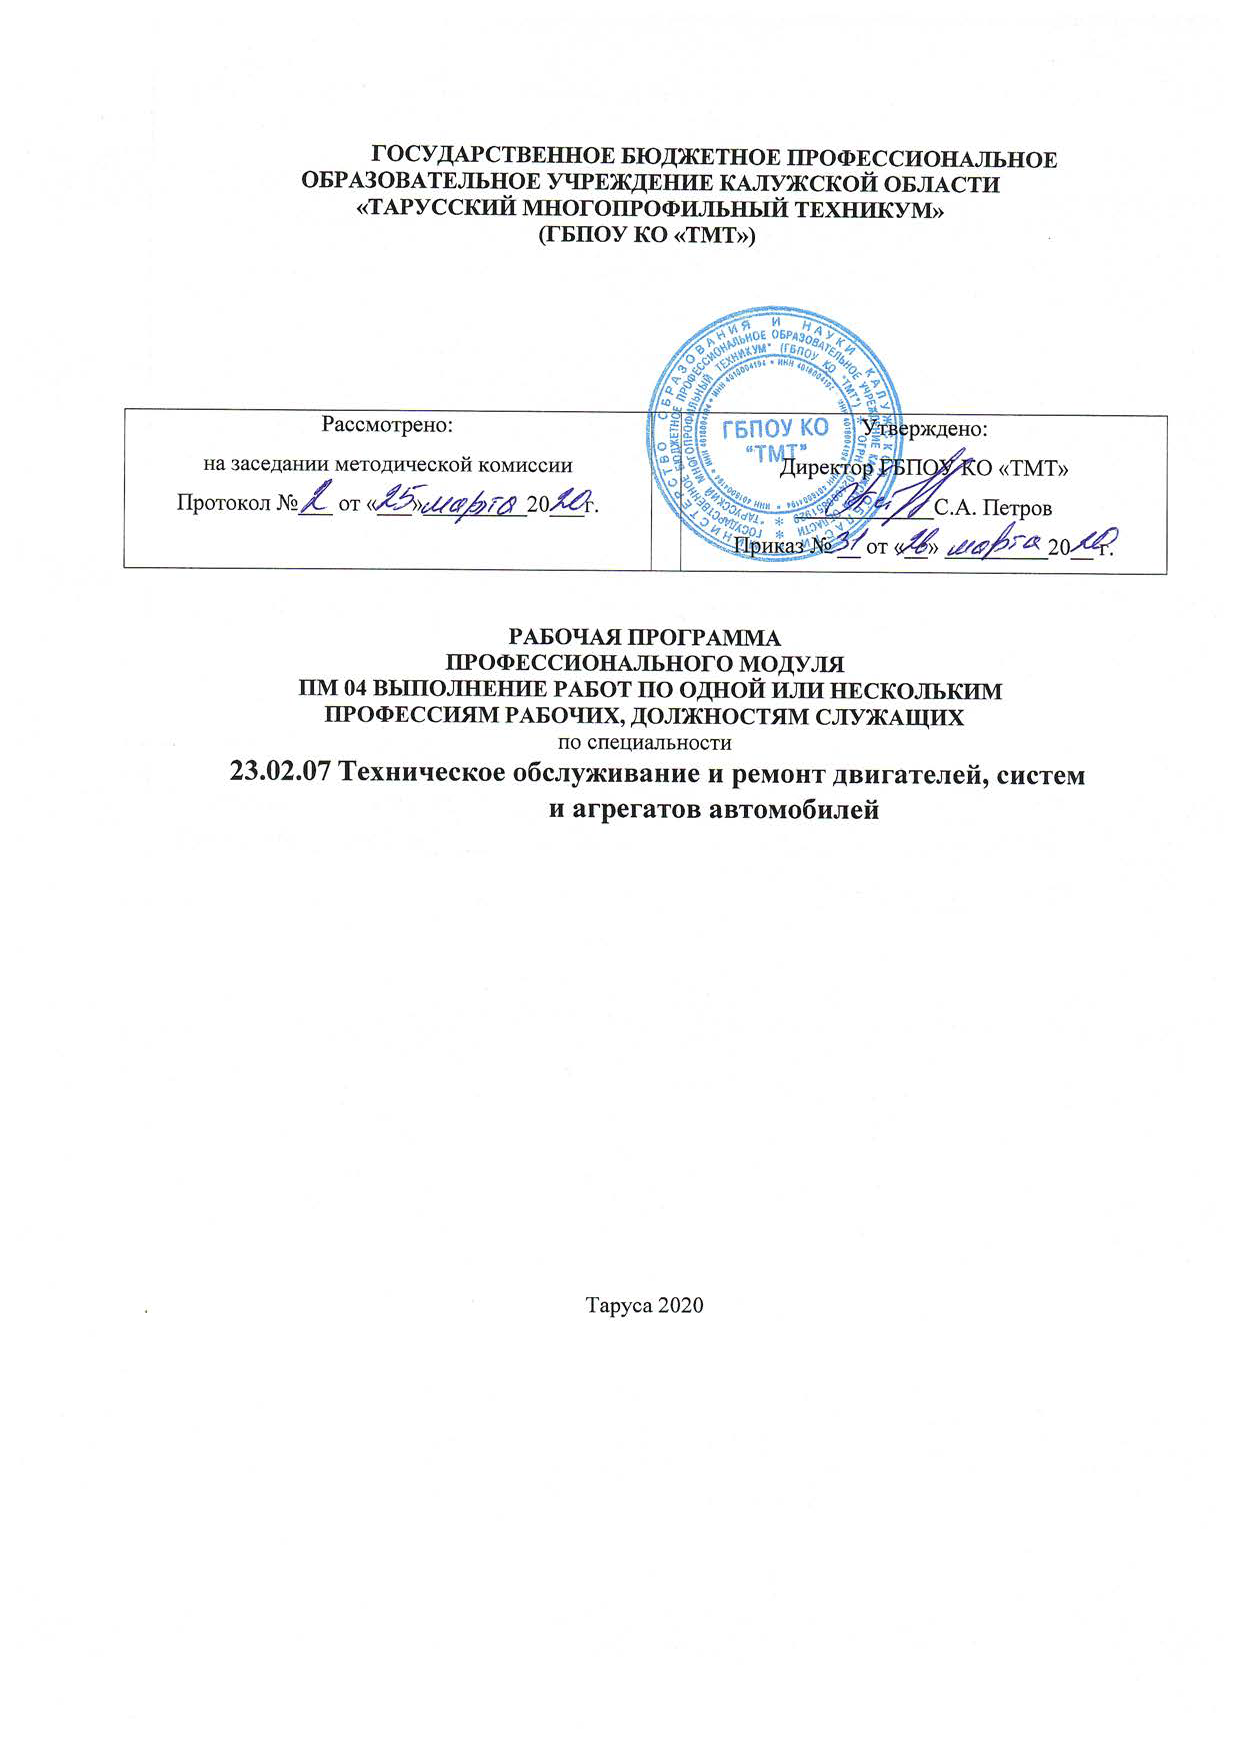 ГОСУДАРСТВЕННОЕ БЮДЖЕТНОЕ ПРОФЕССИОНАЛЬНОЕ
ОБРАЗОВАТЕЛЬНОЕ УЧРЕЖДЕНИЕ КАЛУЖСКОЙ ОБЛАСТИ
«ТАРУССКИЙ МНОГОПРОФИЛЬНЫЙ ТЕХНИКУМ»
(ГБПОУ КО «ТМТ»)
Рассмотрено:
на заседании методической комиссии
Протокол № 2 от «25» марта 2020г.
ГБПОУ КО
“ТМТ”
Утверждено:
Директор ГБПОУ КО «ТМТ»
С.А. Петров
Приказ № 31 от «26» марта 2020 г.
РАБОЧАЯ ПРОГРАММА
ПРОФЕССИОНАЛЬНОГО МОДУЛЯ
ПМ 04 ВЫПОЛНЕНИЕ РАБОТ ПО ОДНОЙ ИЛИ НЕСКОЛЬКИМ
ПРОФЕССИЯМ РАБОЧИХ, ДОЛЖНОСТЯМ СЛУЖАЩИХ
по специальности
23.02.07 Техническое обслуживание и ремонт двигателей, систем
и агрегатов автомобилей
Таруса 2020